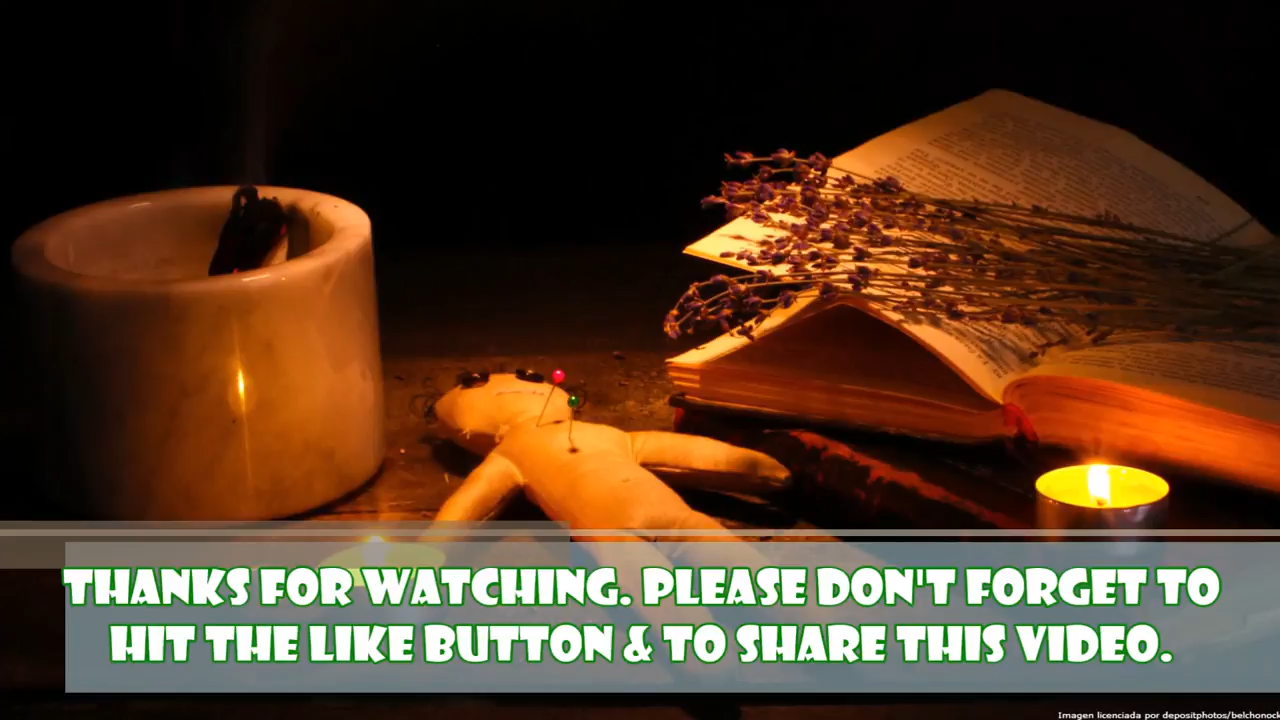 THANKS FOR WATCHING. PLEASE DON'T FORGET TO
HIT THE LIKE BUTTON & TO SHARE THIS VIDEO.
Imagen licenciada por depositphotos/belchonock